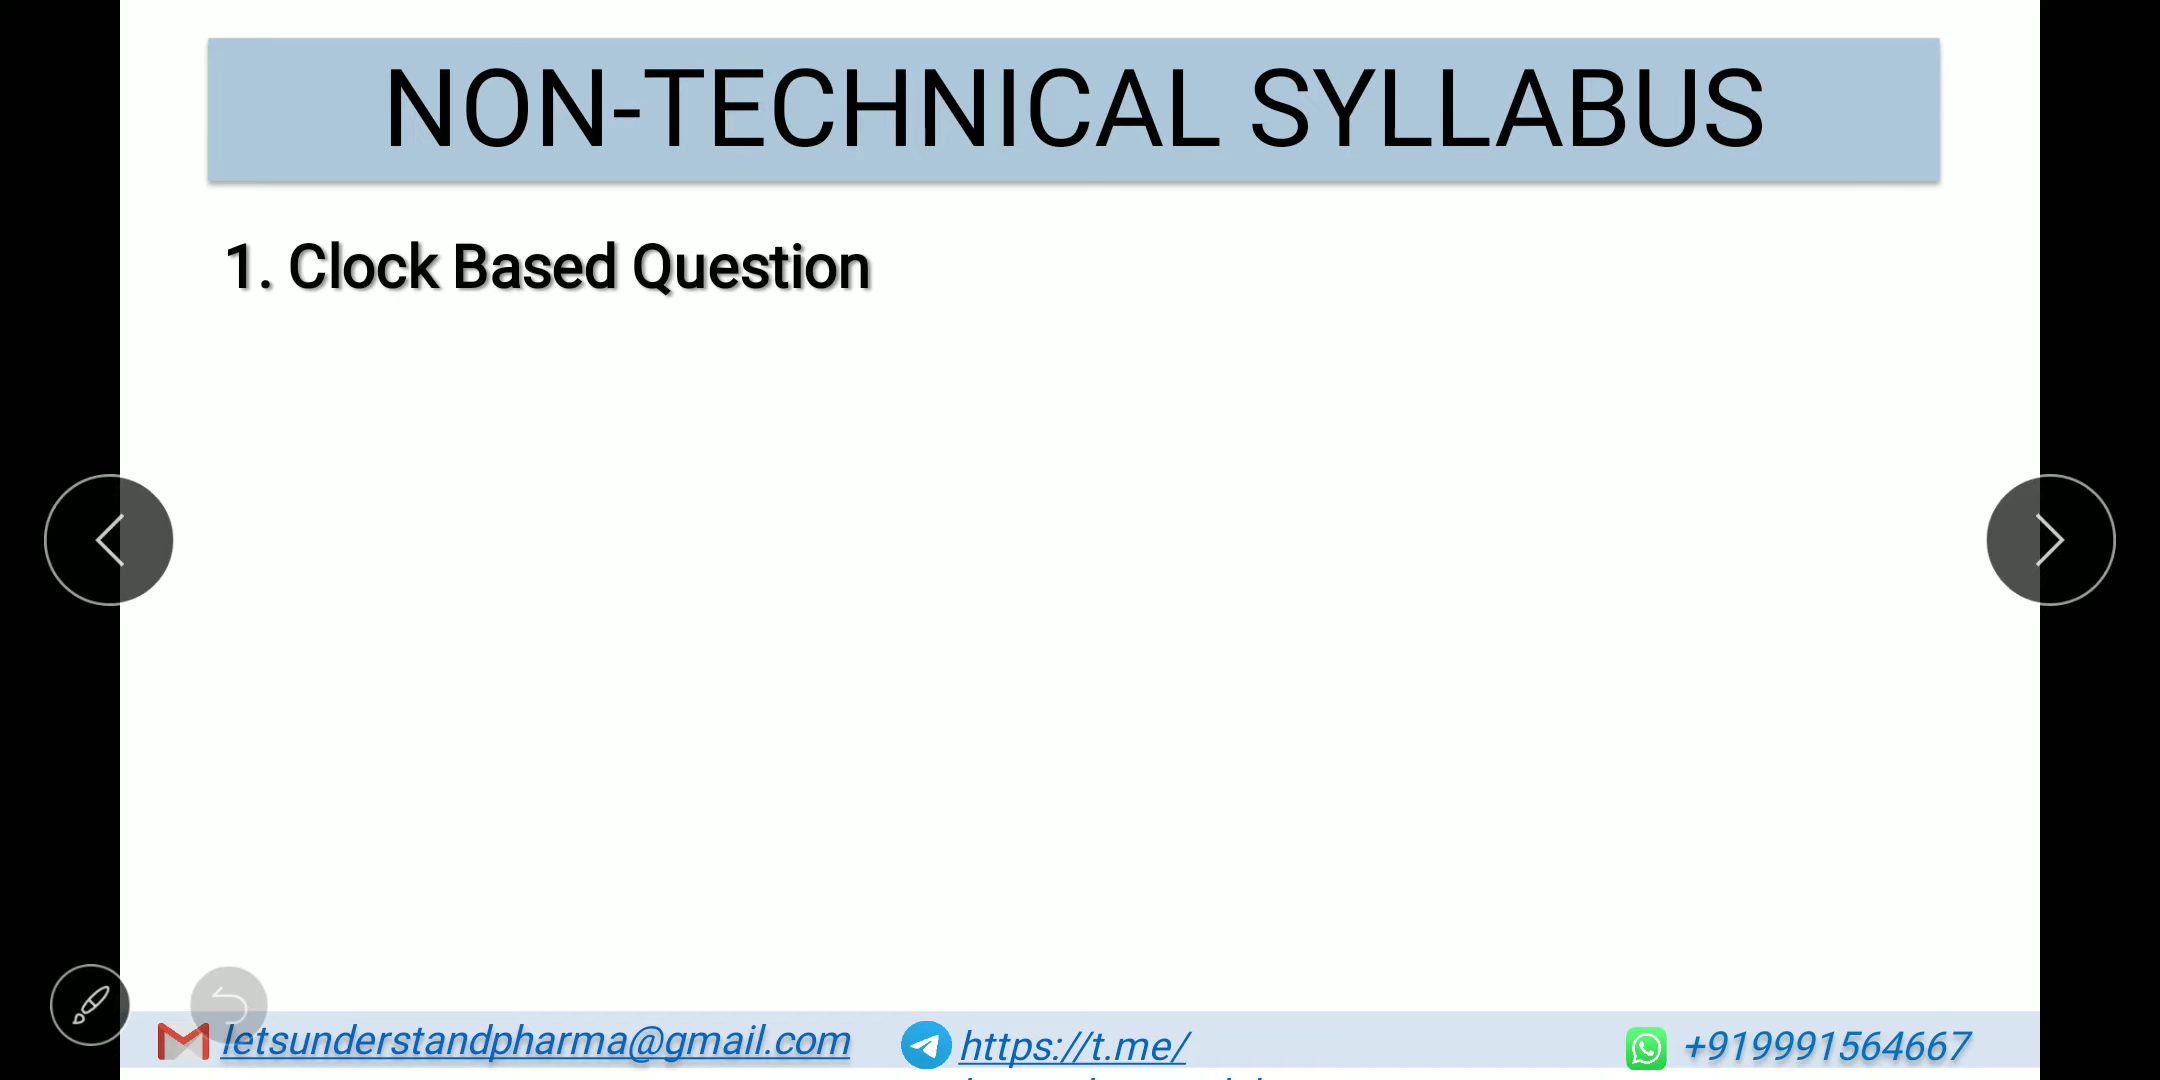 NON-TECHNICAL SYLLABUS
1. Clock Based Question
letsunderstandpharma@gmail.com
https://t.me/
+919991564667